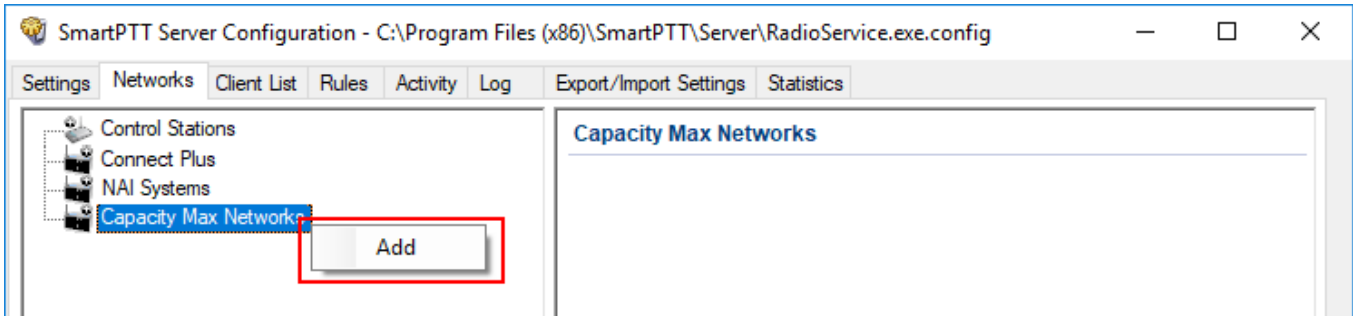 SmartPTT Server Configuration - C:\Program Files (x86)\SmartPTT\Server\RadioService.exe.config
Settings Networks Client List Rules Activity Log Export/Import Settings Statistics
Control Stations
Connect Plus
NAI Systems
Capacity Max Networks
Add
Capacity Max Networks